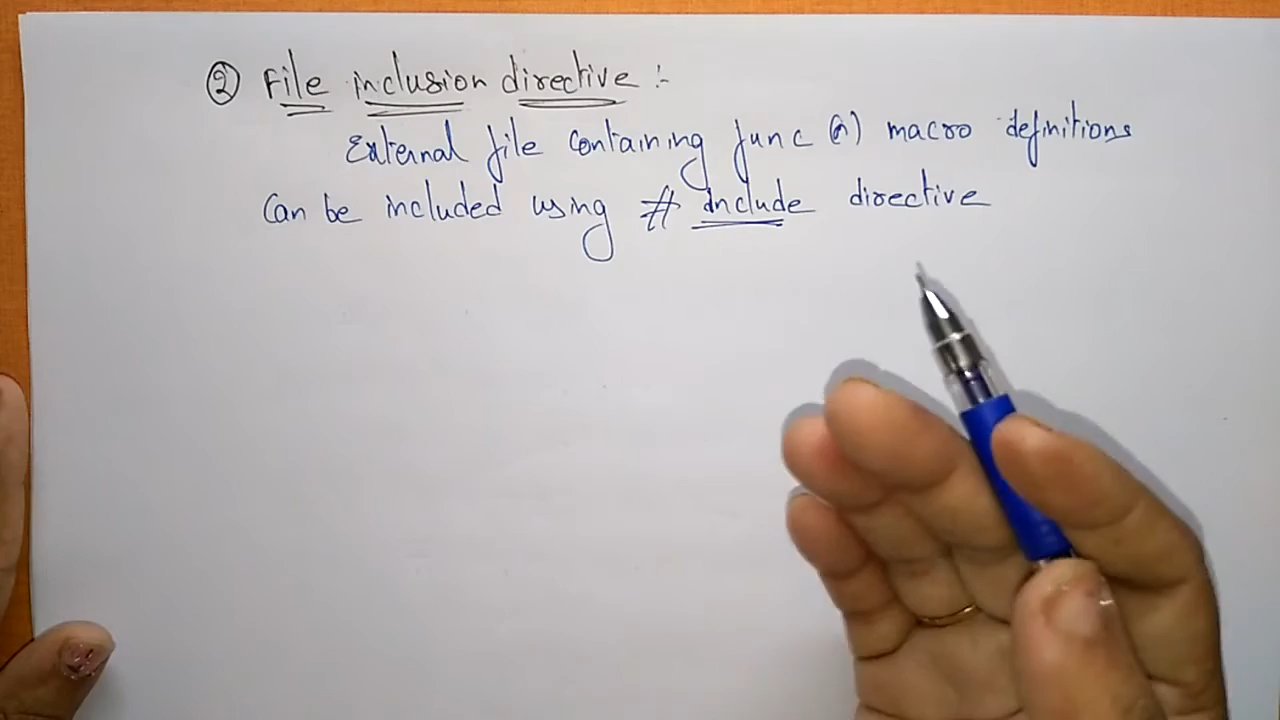 ② File inclusion directive :-
External file containing func (or) macro definitions
Can be included using # include directive